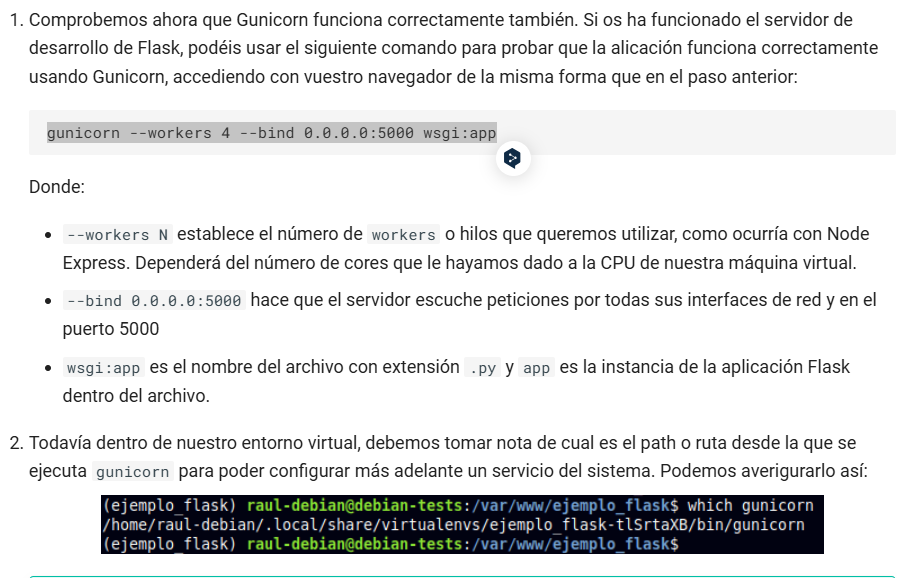 1. Comprobemos ahora que Gunicorn funciona correctamente también. Si os ha funcionado el servidor de
desarrollo de Flask, podéis usar el siguiente comando para probar que la alicación funciona correctamente
usando Gunicorn, accediendo con vuestro navegador de la misma forma que en el paso anterior:
gunicorn --workers 4 --bind 0.0.0.0:5000 wsgi:app
Donde:
• --workers N establece el número de workers o hilos que queremos utilizar, como ocurría con Node
Express. Dependerá del número de cores que le hayamos dado a la CPU de nuestra máquina virtual.
• --bind 0.0.0.0:5000 hace que el servidor escuche peticiones por todas sus interfaces de red y en el
puerto 5000
• wsgi:app es el nombre del archivo con extensión .py y app es la instancia de la aplicación Flask
dentro del archivo.
2. Todavía dentro de nuestro entorno virtual, debemos tomar nota de cual es el path o ruta desde la que se
ejecuta gunicorn para poder configurar más adelante un servicio del sistema. Podemos averigurarlo así:
(ejemplo_flask) raul-debian@debian-tests:/var/www/ejemplo_flask$ which gunicorn
/home/raul-debian/.local/share/virtualenvs/ejemplo_flask-tlSrtaXB/bin/gunicorn
(ejemplo_flask) raul-debian@debian-tests:/var/www/ejemplo_flask$